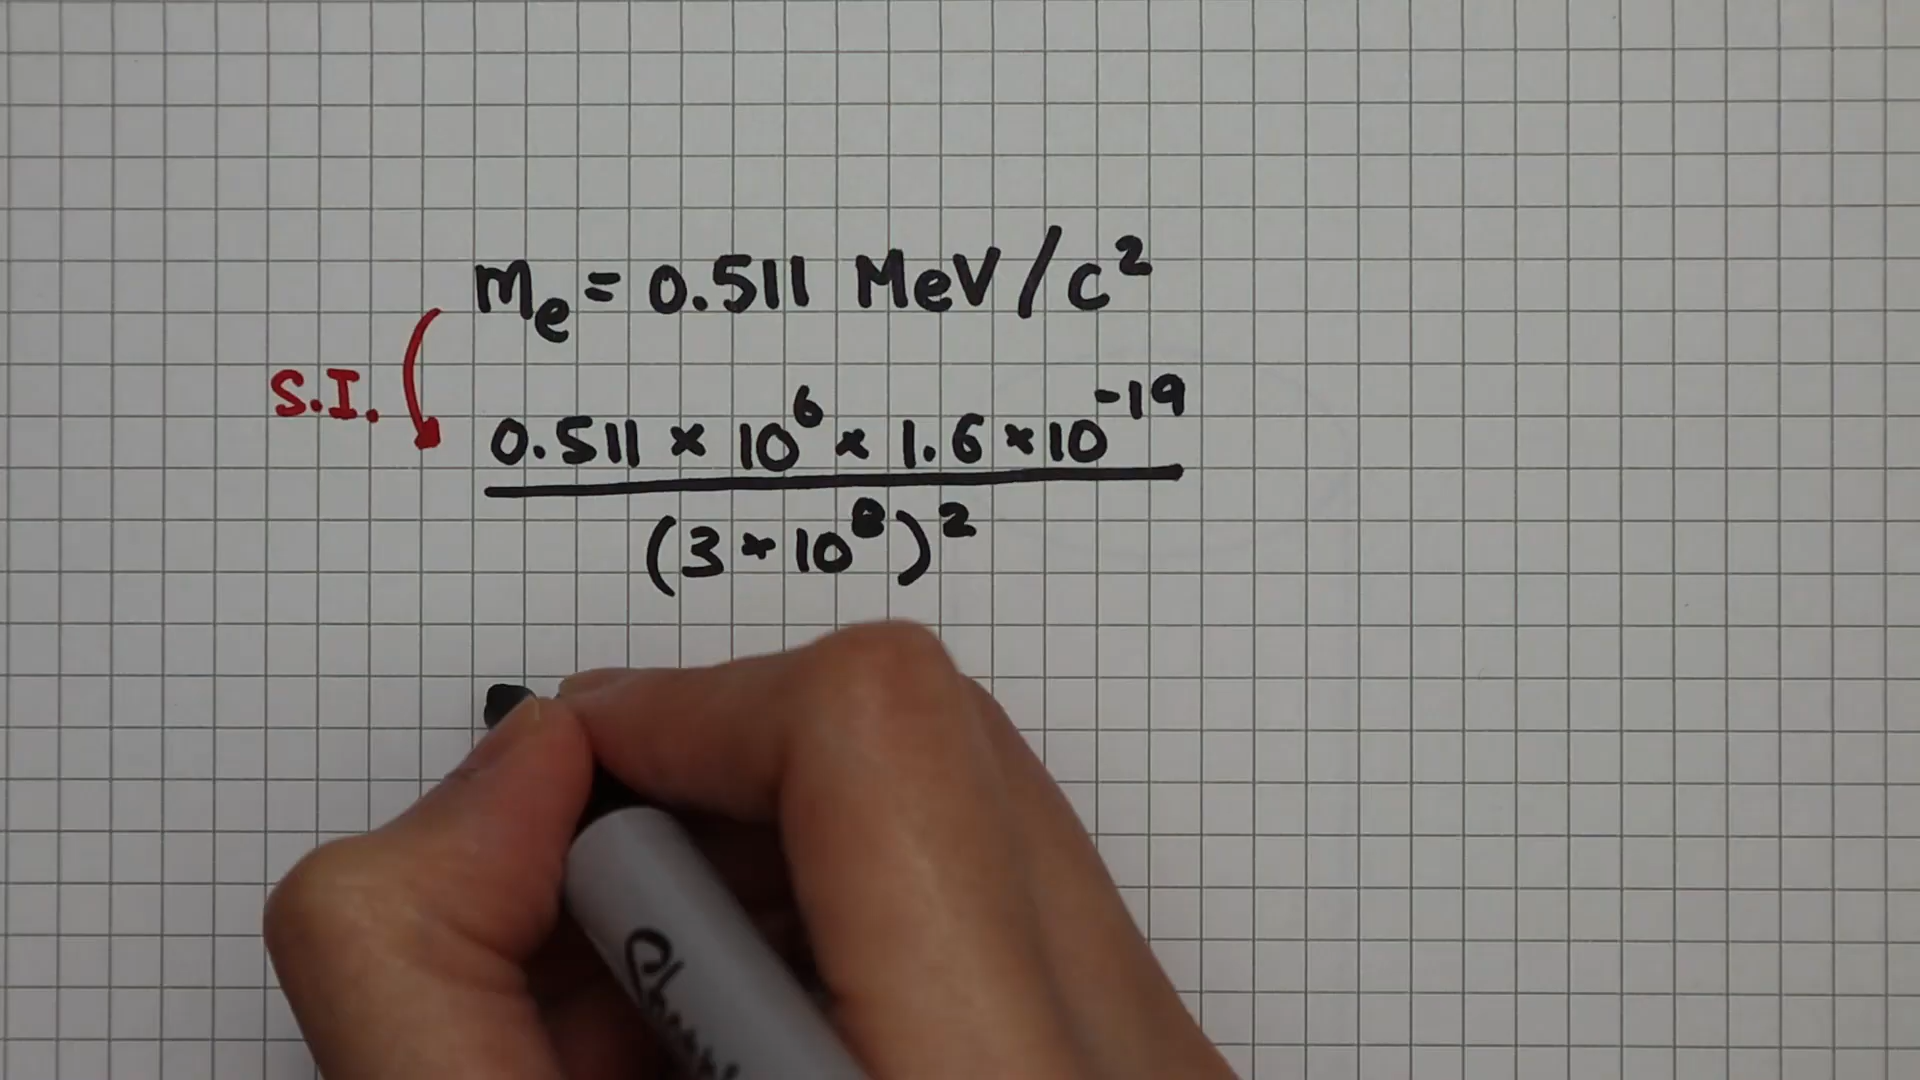 mₑ = 0.511 MeV/c²
S.I.
0.511 × 10⁶ × 1.6 × 10⁻¹⁹
(3 × 10⁸)²